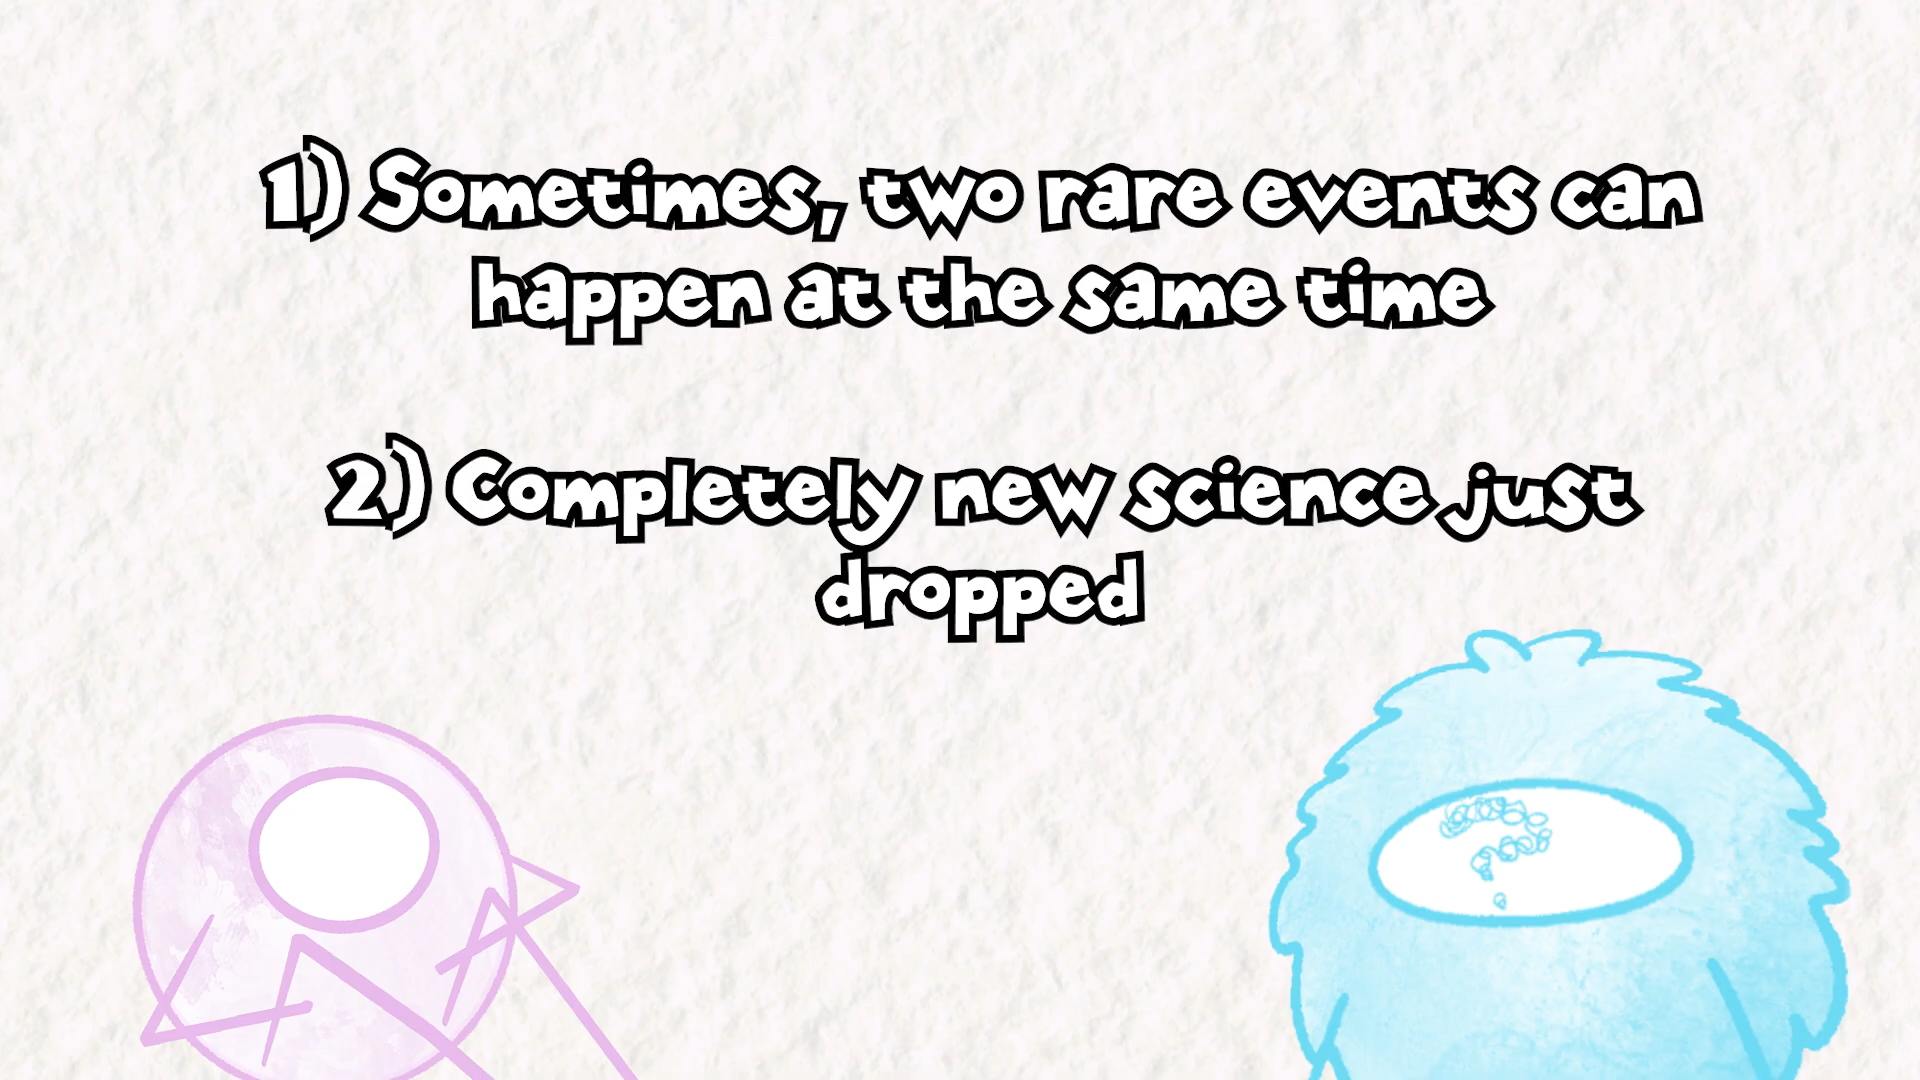 1) Sometimes, two rare events can
happen at the same time
2) Completely new science just
dropped
?